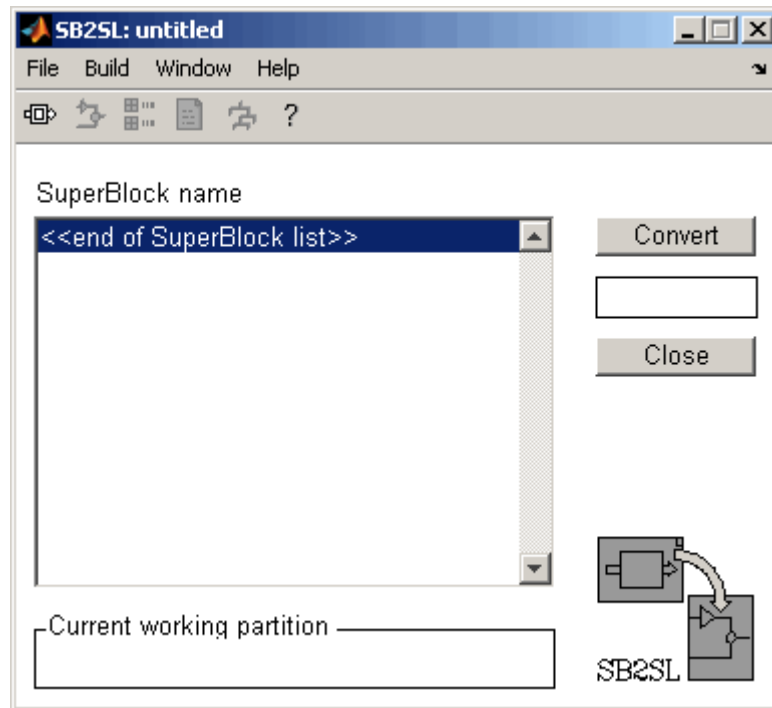 SB2SL: untitled
File Build Window Help
?
SuperBlock name
<<end of SuperBlock list>>
Convert
Close
Current working partition
SB2SL